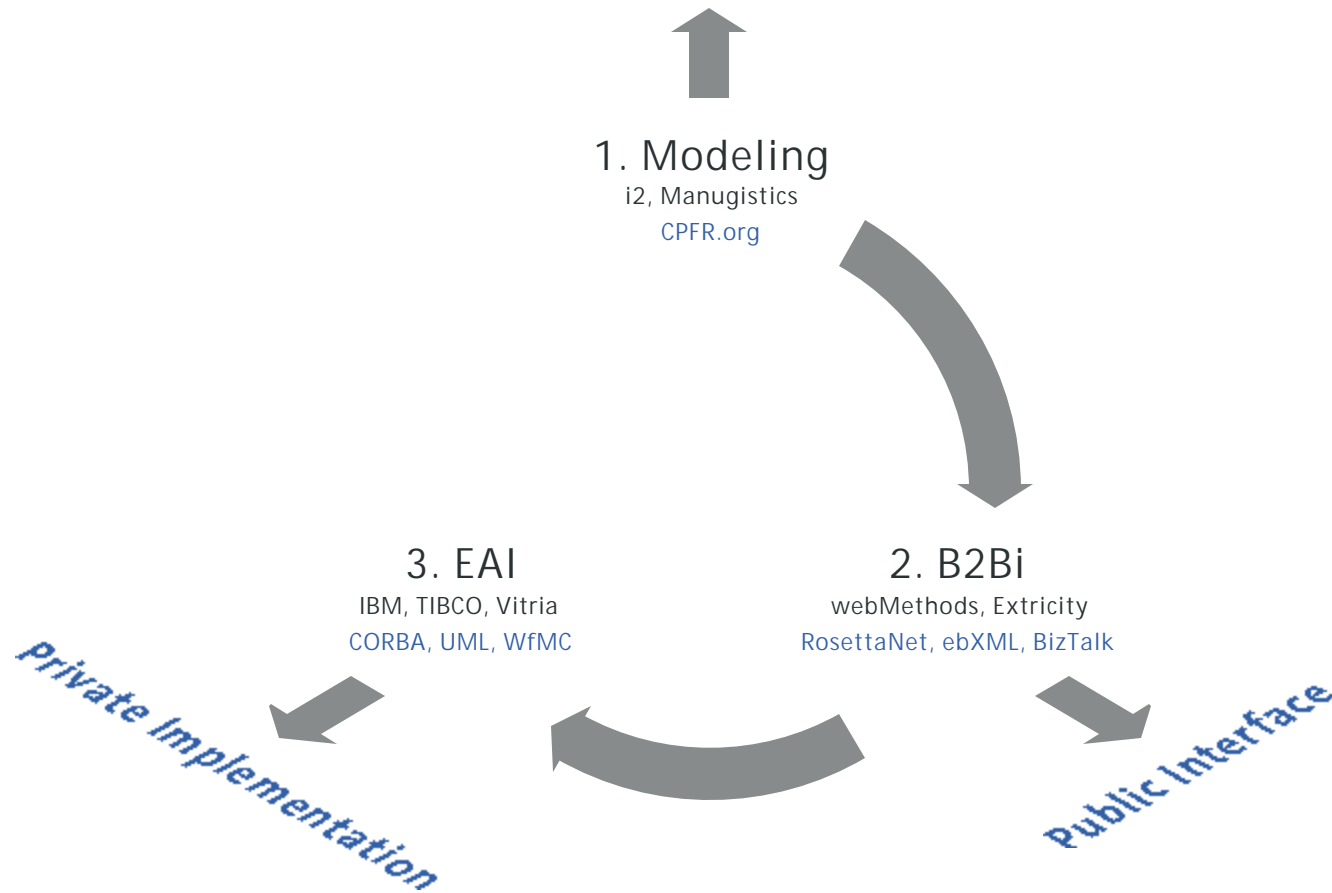 1. Modeling
i2, Manugistics
CPFR.org
3. EAI
IBM, TIBCO, Vitria
CORBA, UML, WfMC
2. B2Bi
webMethods, Extricity
RosettaNet, ebXML, BizTalk
Private Implementation
Public Interface